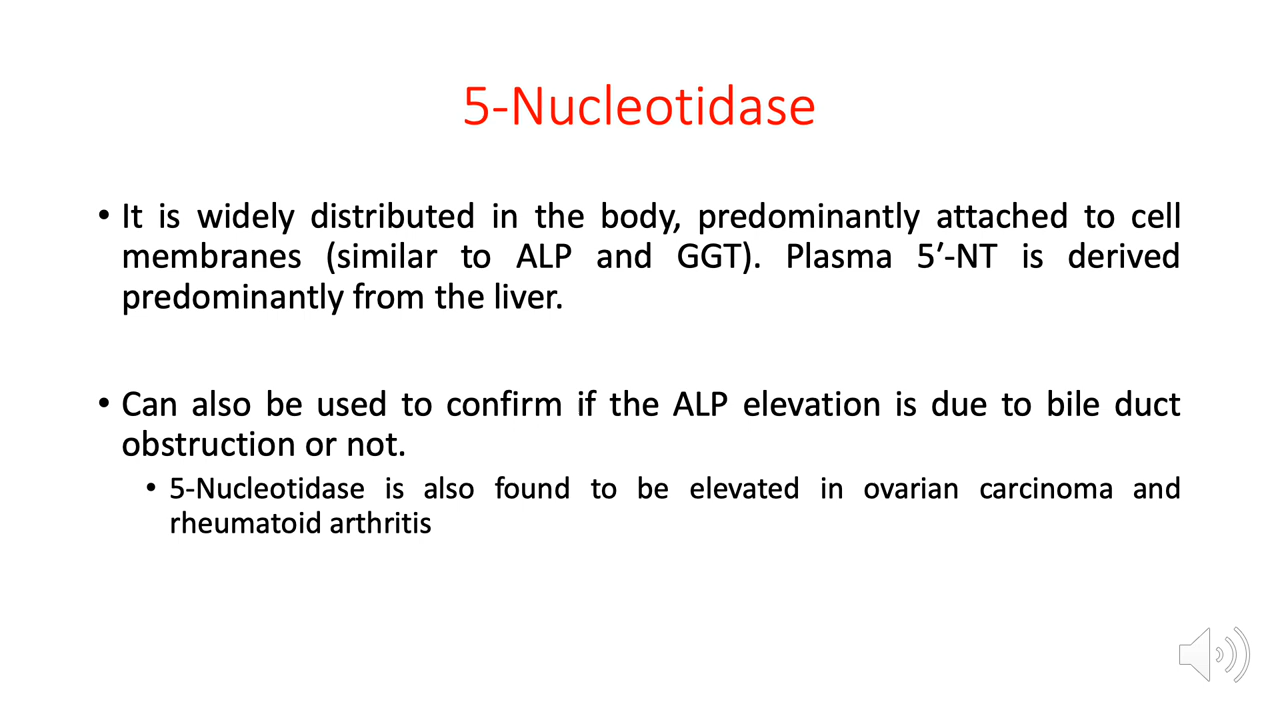 5-Nucleotidase
• It is widely distributed in the body, predominantly attached to cell
membranes (similar to ALP and GGT). Plasma 5′-NT is derived
predominantly from the liver.
• Can also be used to confirm if the ALP elevation is due to bile duct
obstruction or not.
• 5-Nucleotidase is also found to be elevated in ovarian carcinoma and
rheumatoid arthritis